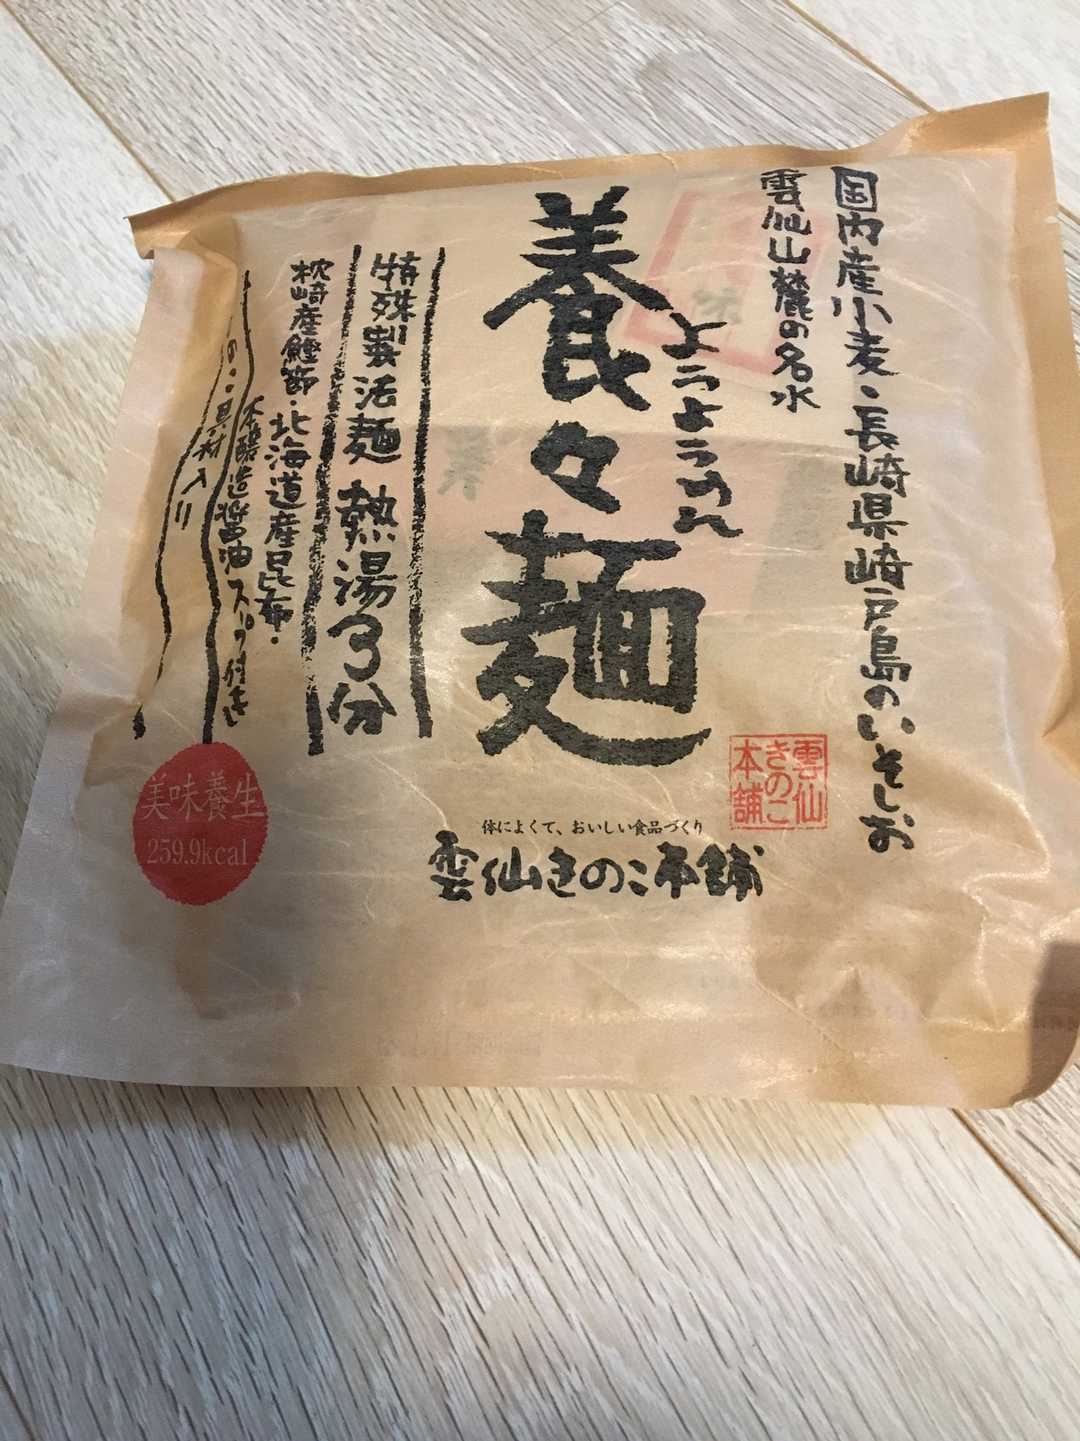 国内産小麦・長崎県崎戸島のいそしお
雲仙山麓の名水
ようようめん
養々麺
特殊製法麺 熱湯3分
枕崎産鰹節・北海道産昆布・
本醸造醤油スープ付き
具材入り
美味養生
259.9kcal
雲仙
きのこ
本舗
体によくて、おいしい食品づくり
雲仙きのこ本舗